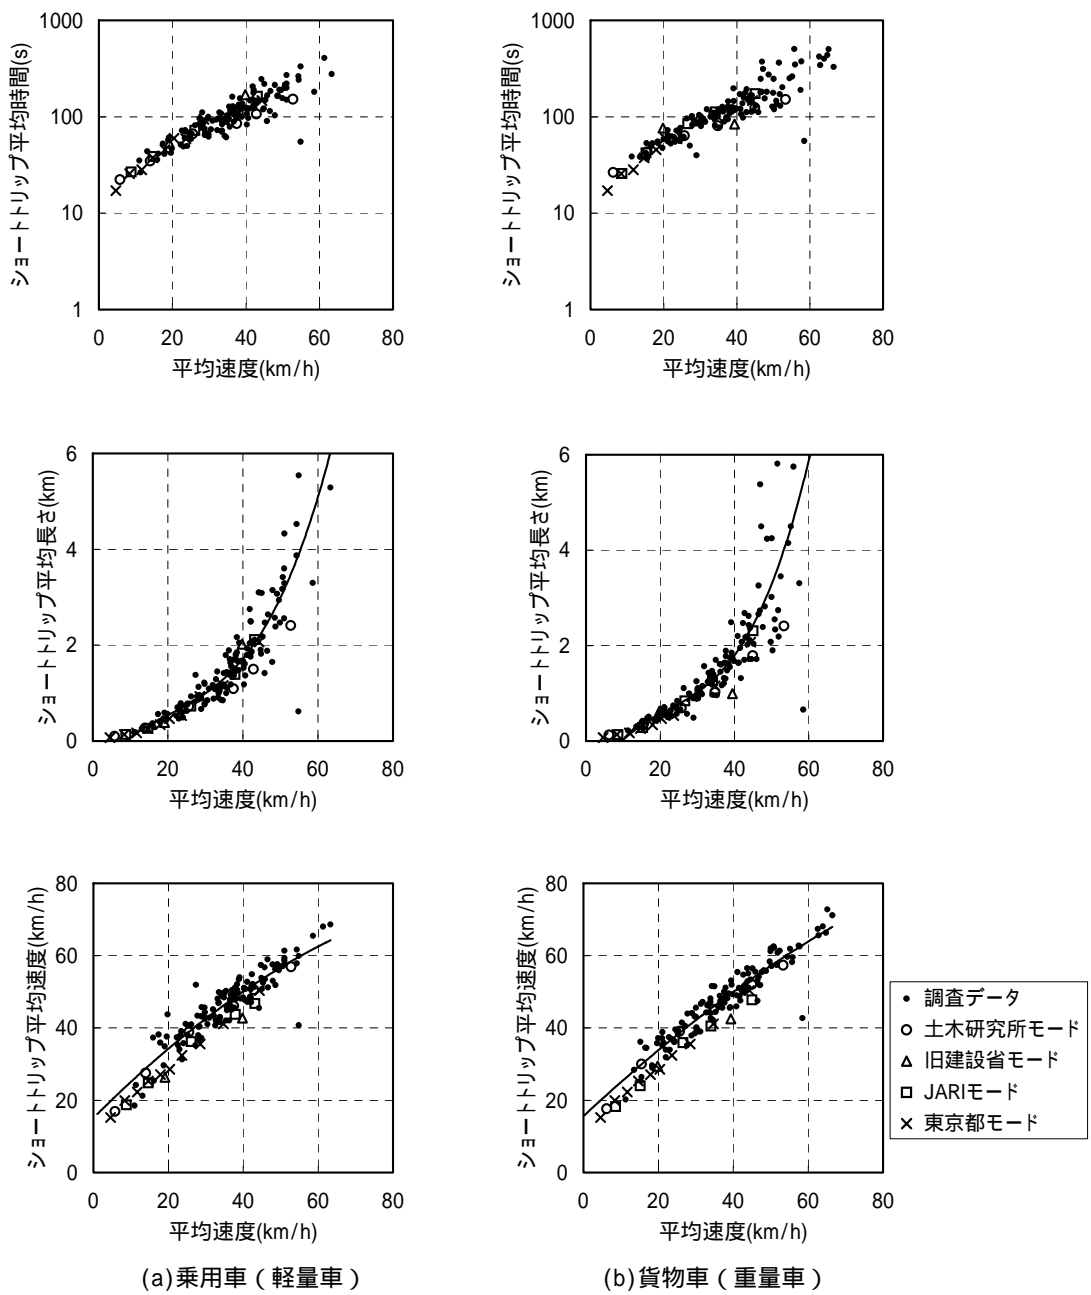 1000
100
10
1
0
20
40
60
80
ショートトリップ平均時間(s)
平均速度(km/h)
1000
100
10
1
0
20
40
60
80
ショートトリップ平均時間(s)
平均速度(km/h)
6
4
2
0
0
20
40
60
80
ショートトリップ平均長さ(km)
平均速度(km/h)
6
4
2
0
0
20
40
60
80
ショートトリップ平均長さ(km)
平均速度(km/h)
80
60
40
20
0
0
20
40
60
80
ショートトリップ平均速度(km/h)
平均速度(km/h)
80
60
40
20
0
0
20
40
60
80
ショートトリップ平均速度(km/h)
平均速度(km/h)
調査データ
土木研究所モード
旧建設省モード
JARIモード
東京都モード
(a)乗用車（軽量車）
(b)貨物車（重量車）